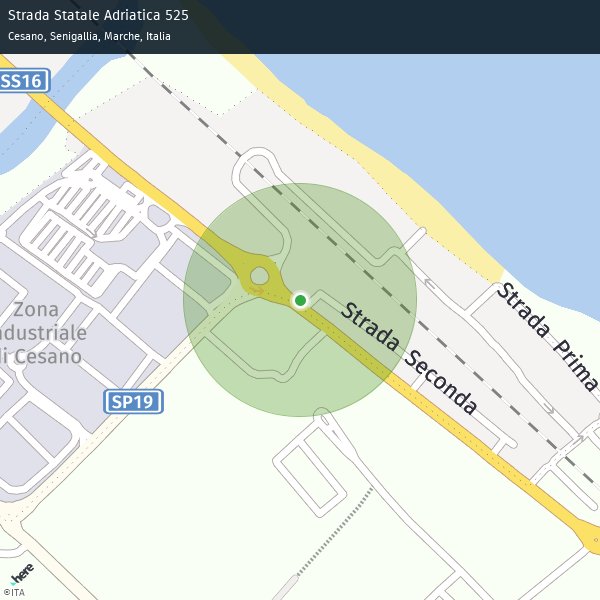 Strada Statale Adriatica 525
Cesano, Senigallia, Marche, Italia
SS16
Zona
ndustriale
di Cesano
SP19
Strada Seconda
Strada Prima
here
©ITA